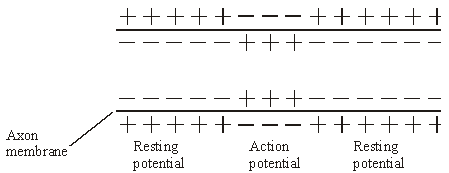 + + + + + − − − + + + + + +
− − − − − + + + − − − − − −
− − − − − + + + − − − − − −
+ + + + + − − − + + + + + +
Axon
membrane
Resting
potential
Action
potential
Resting
potential